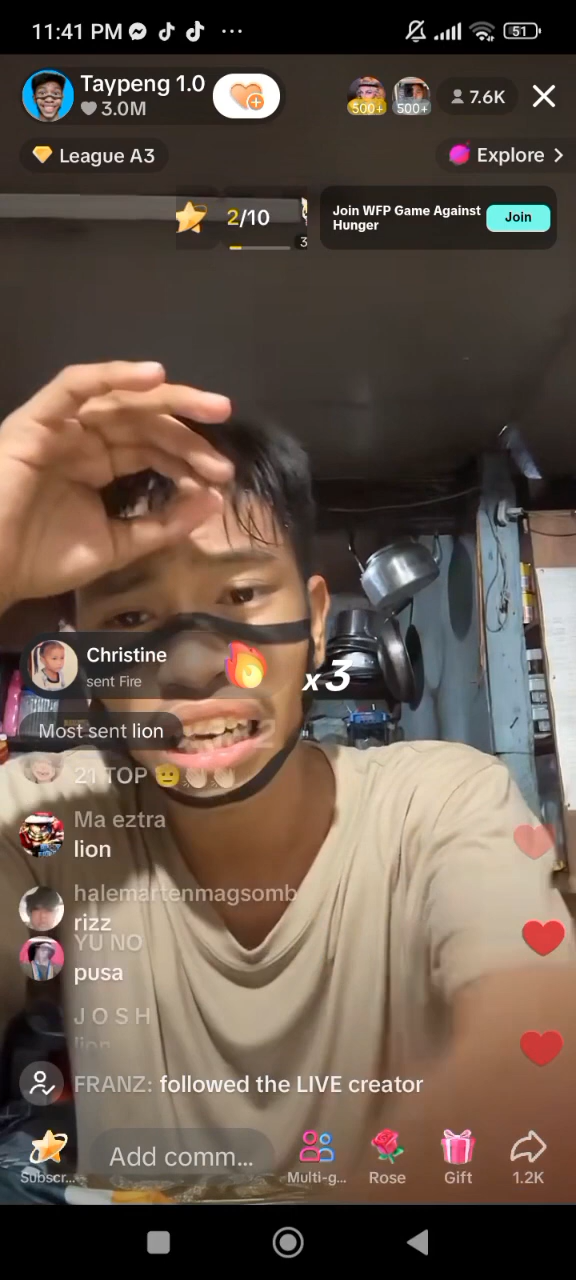 11:41 PM
51
Taypeng 1.0
3.0M
500+
500+
7.6K
League A3
Explore
2/10
3
Join WFP Game Against
Hunger
Join
Christine
sent Fire
x3
Most sent lion
21 TOP
Ma eztra
lion
halemartenmagsomb
rizz
YU NO
pusa
J O S H
lion
FRANZ: followed the LIVE creator
Subscr...
Add comm...
Multi-g...
Rose
Gift
1.2K